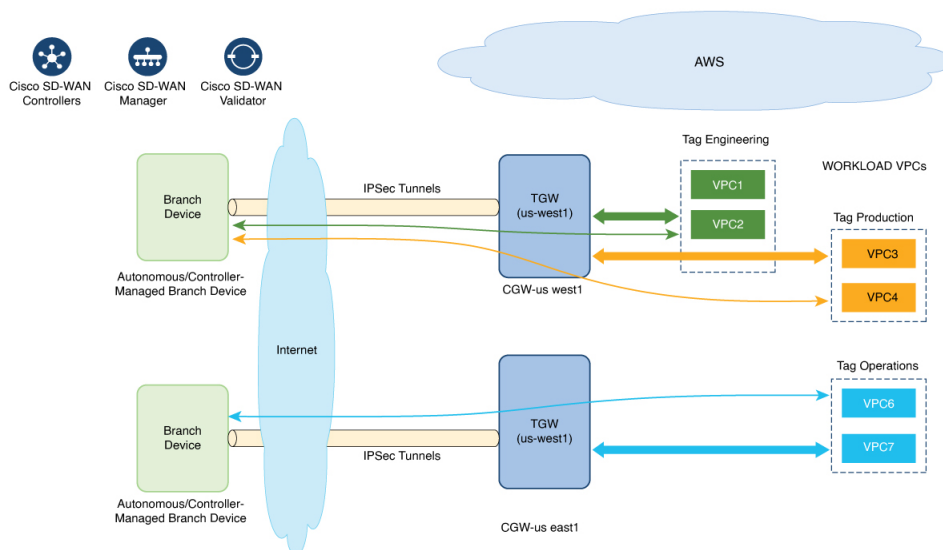 Cisco SD-WAN
Controllers
Cisco SD-WAN
Manager
Cisco SD-WAN
Validator
AWS
Tag Engineering
WORKLOAD VPCs
IPSec Tunnels
Branch
Device
TGW
(us-west1)
VPC1
VPC2
Tag Production
VPC3
VPC4
Autonomous/Controller-
Managed Branch Device
CGW-us west1
Internet
Tag Operations
VPC6
VPC7
Branch
Device
TGW
(us-west1)
IPSec Tunnels
Autonomous/Controller-
Managed Branch Device
CGW-us east1